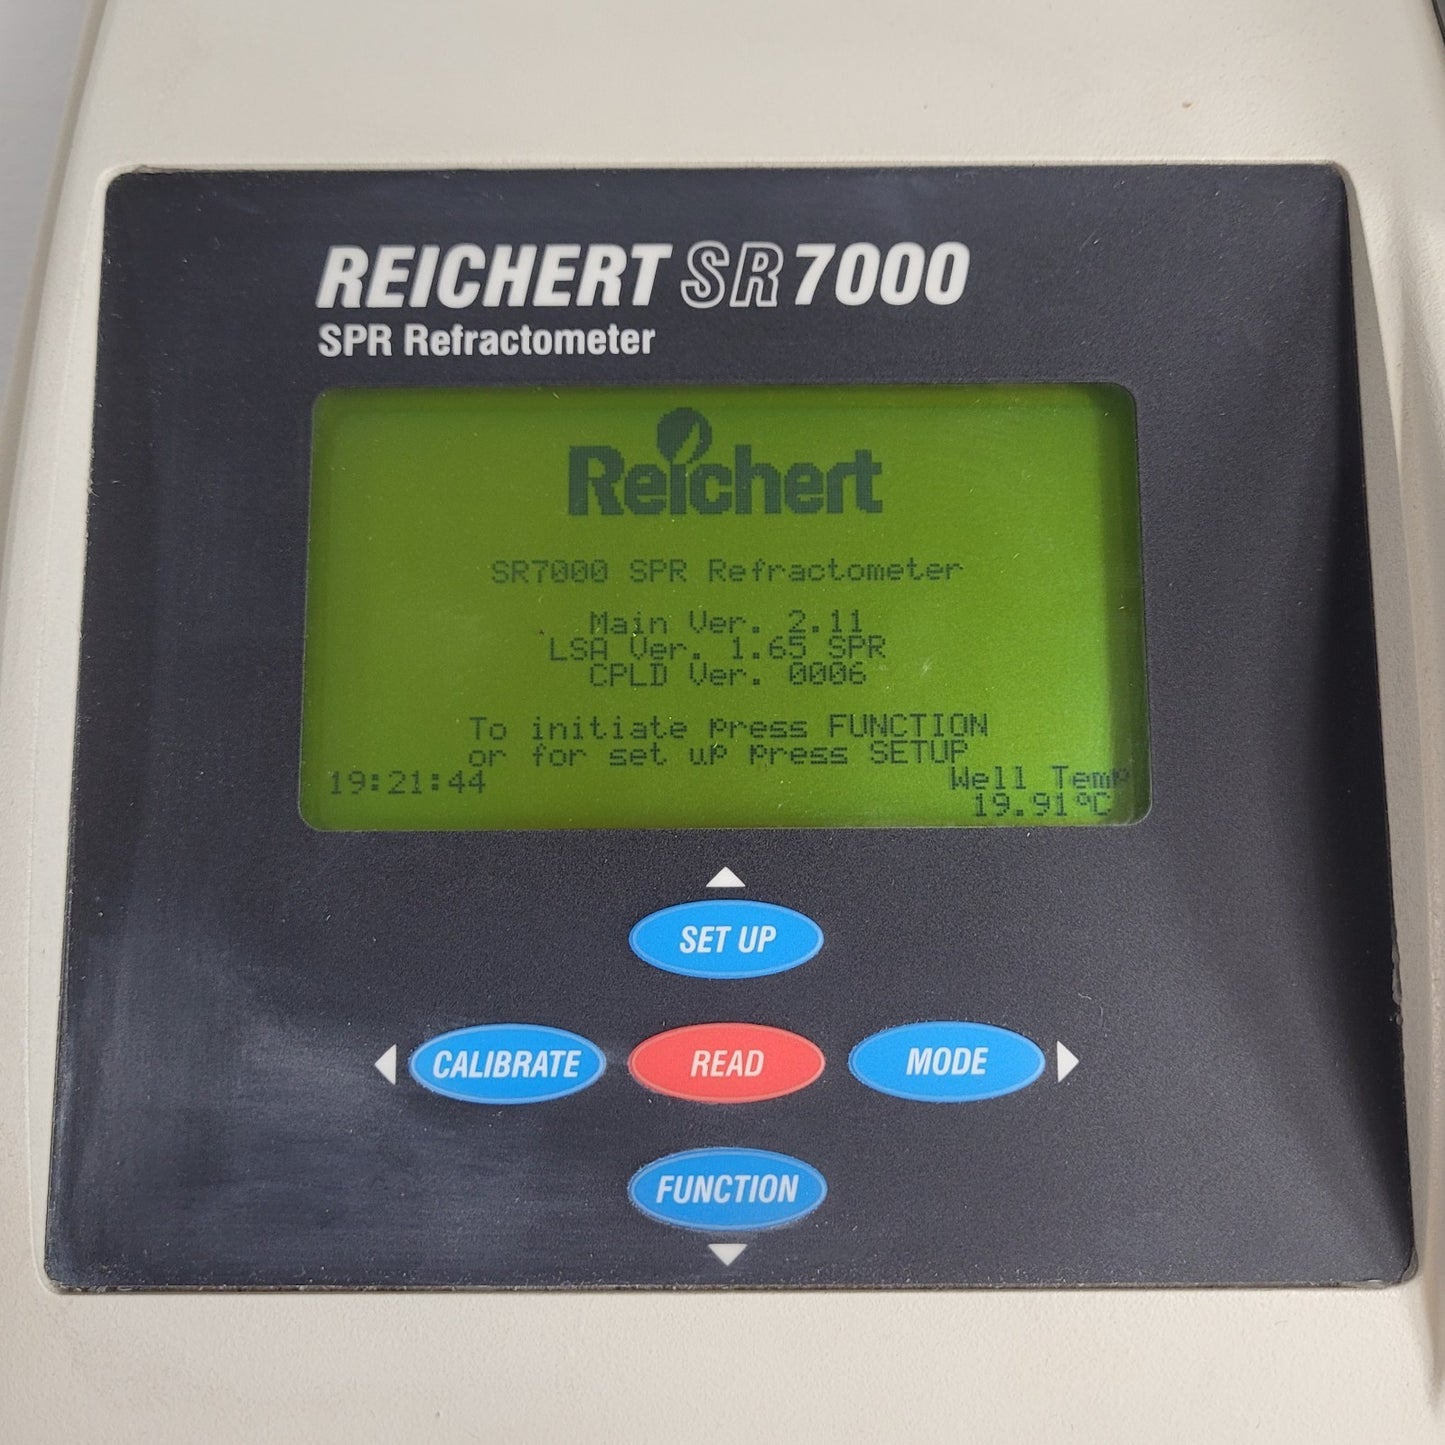 REICHERT SR 7000
SPR Refractometer
Reichert
SR7000 SPR Refractometer
Main Ver. 2.11
LSA Ver. 1.65 SPR
CPLD Ver. 0006
To initiate press FUNCTION
or for set up press SETUP
19:21:44
Well Temp
19.91°C
SET UP
CALIBRATE
READ
MODE
FUNCTION